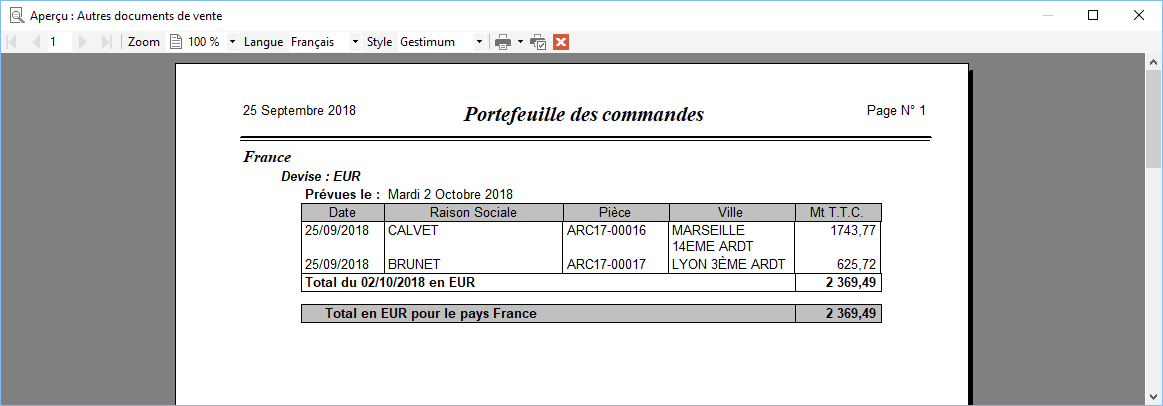 Aperçu : Autres documents de vente
1 Zoom 100 % Langue Français Style Gestimum
25 Septembre 2018 Portefeuille des commandes Page N° 1
France
Devise : EUR
Prévues le : Mardi 2 Octobre 2018
Date Raison Sociale Pièce Ville Mt T.T.C.
25/09/2018 CALVET ARC17-00016 MARSEILLE 1743,77
14EME ARDT
25/09/2018 BRUNET ARC17-00017 LYON 3ÈME ARDT 625,72
Total du 02/10/2018 en EUR 2 369,49
Total en EUR pour le pays France 2 369,49